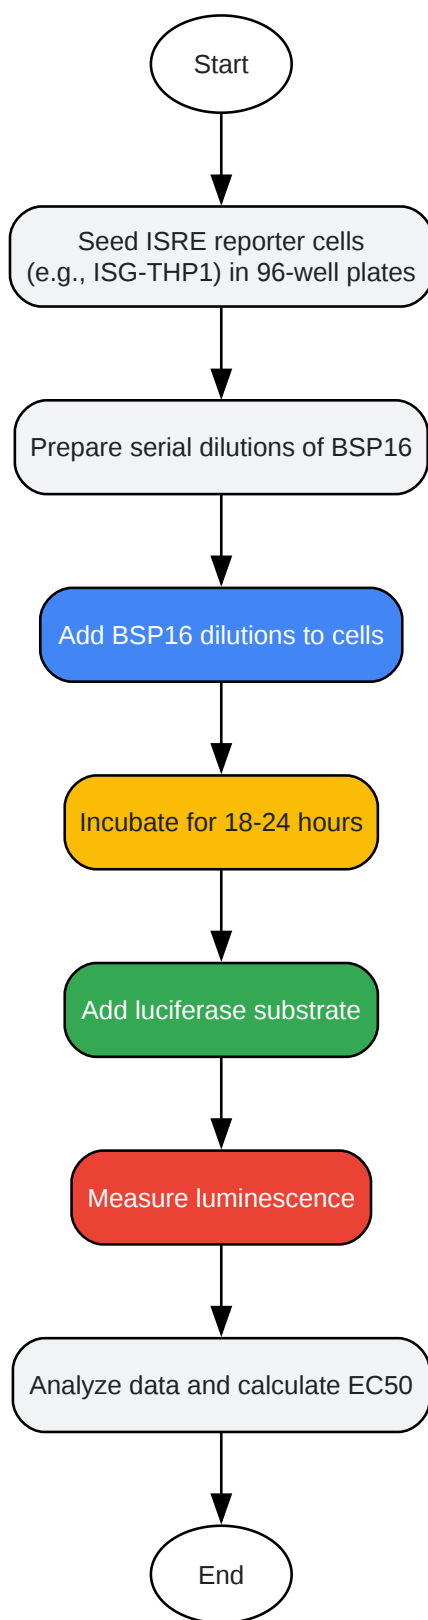 Start
Seed ISRE reporter cells
(e.g., ISG-THP1) in 96-well plates
Prepare serial dilutions of BSP16
Add BSP16 dilutions to cells
Incubate for 18-24 hours
Add luciferase substrate
Measure luminescence
Analyze data and calculate EC50
End